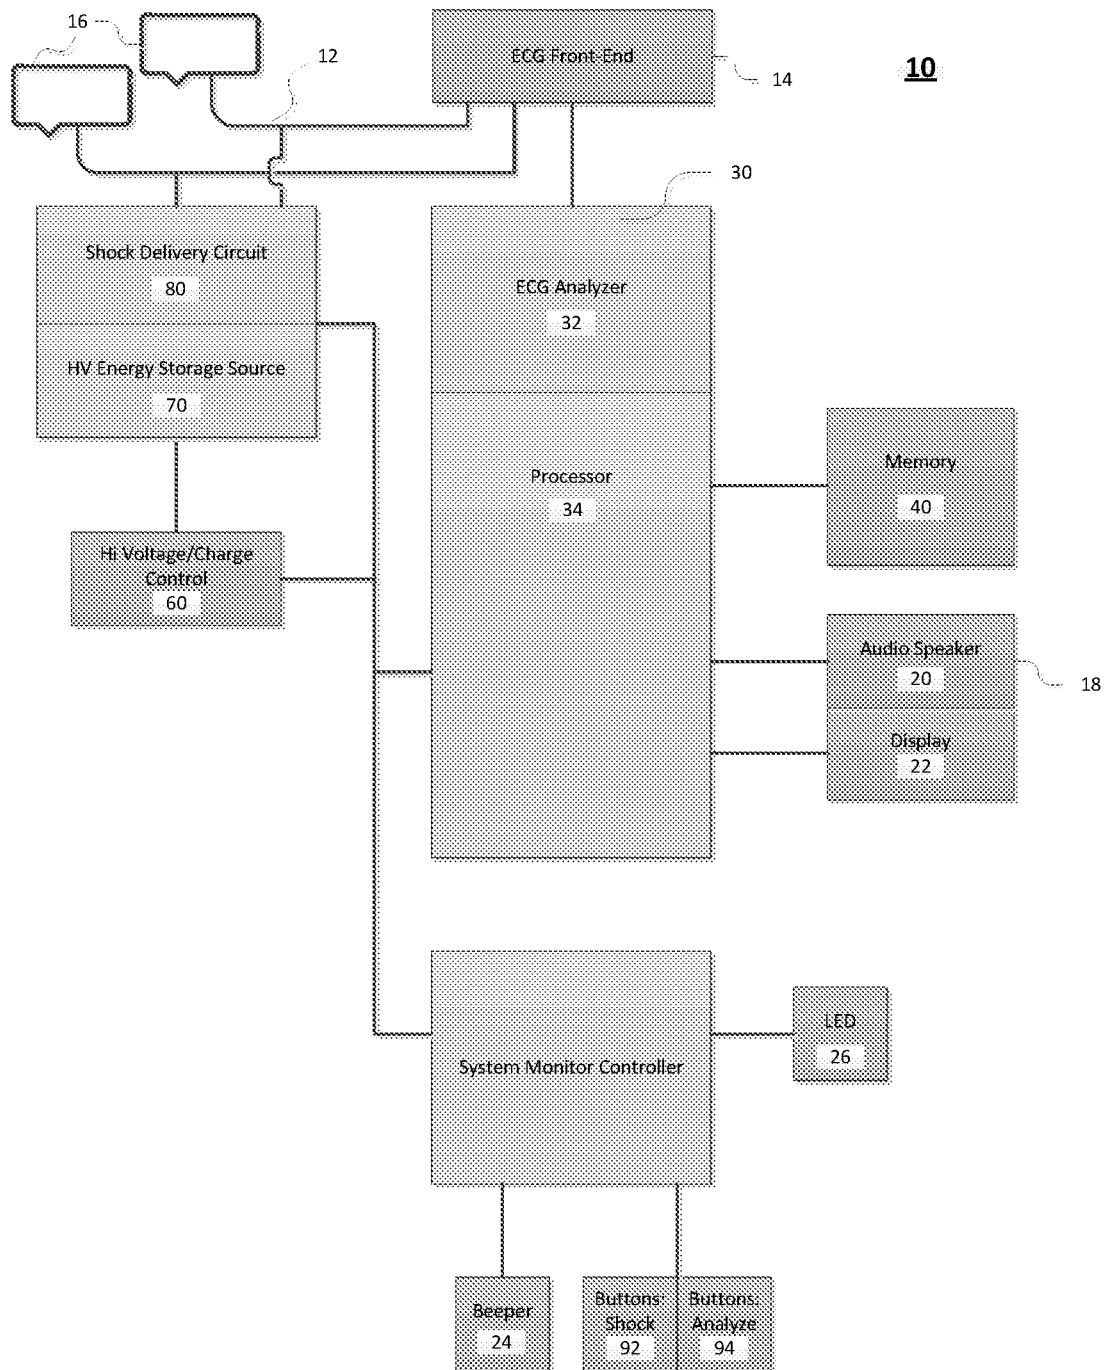 16
12
ECG Front-End
14
10
30
Shock Delivery Circuit
80
ECG Analyzer
32
HV Energy Storage Source
70
Memory
40
Processor
34
Hi Voltage/Charge
Control
60
Audio Speaker
20
18
Display
22
LED
26
System Monitor Controller
Beeper
24
Buttons:
Shock
92
Buttons:
Analyze
94